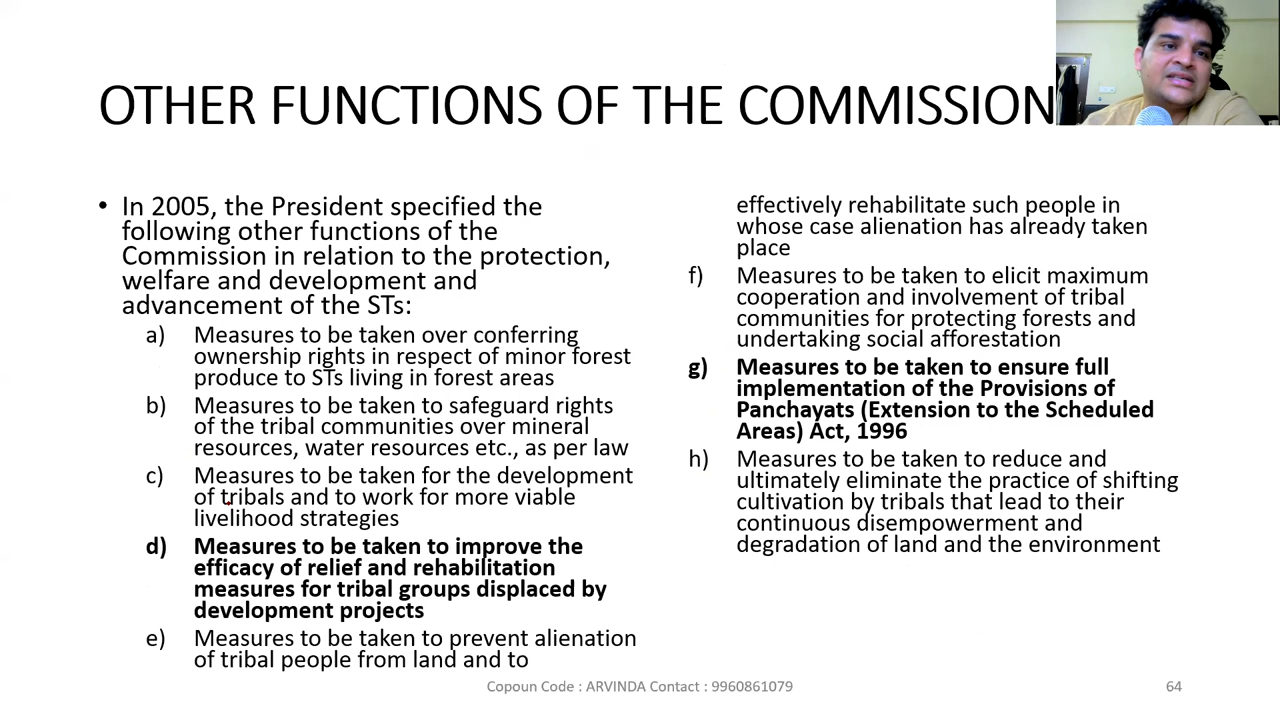 OTHER FUNCTIONS OF THE COMMISSION
• In 2005, the President specified the
following other functions of the
Commission in relation to the protection,
welfare and development and
advancement of the STs:
a) Measures to be taken over conferring
ownership rights in respect of minor forest
produce to STs living in forest areas
b) Measures to be taken to safeguard rights
of the tribal communities over mineral
resources, water resources etc., as per law
c) Measures to be taken for the development
of tribals and to work for more viable
livelihood strategies
d) Measures to be taken to improve the
efficacy of relief and rehabilitation
measures for tribal groups displaced by
development projects
e) Measures to be taken to prevent alienation
of tribal people from land and to
effectively rehabilitate such people in
whose case alienation has already taken
place
f) Measures to be taken to elicit maximum
cooperation and involvement of tribal
communities for protecting forests and
undertaking social afforestation
g) Measures to be taken to ensure full
implementation of the Provisions of
Panchayats (Extension to the Scheduled
Areas) Act, 1996
h) Measures to be taken to reduce and
ultimately eliminate the practice of shifting
cultivation by tribals that lead to their
continuous disempowerment and
degradation of land and the environment
Copoun Code : ARVINDA Contact : 9960861079
64